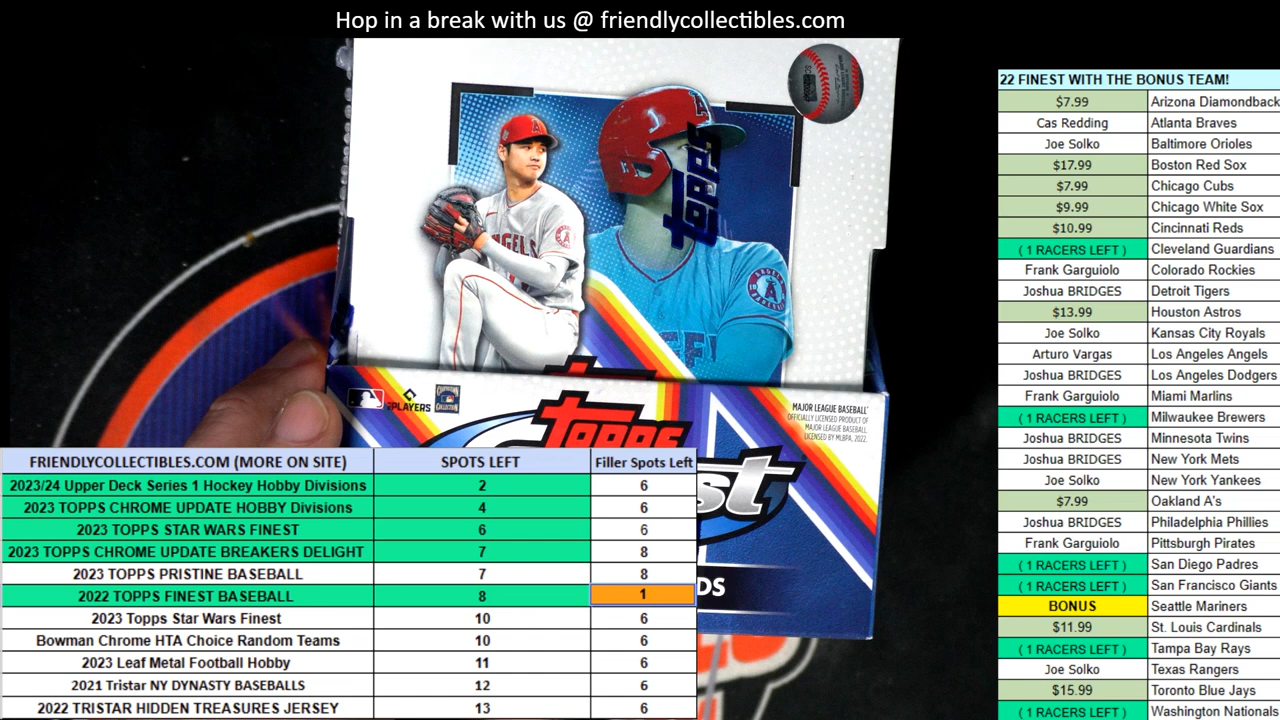 Hop in a break with us @ friendlycollectibles.com
22 FINEST WITH THE BONUS TEAM!
$7.99 Arizona Diamondback
Cas Redding Atlanta Braves
Joe Solko Baltimore Orioles
$17.99 Boston Red Sox
$7.99 Chicago Cubs
$9.99 Chicago White Sox
$10.99 Cincinnati Reds
( 1 RACERS LEFT ) Cleveland Guardians
Frank Garguiolo Colorado Rockies
Joshua BRIDGES Detroit Tigers
$13.99 Houston Astros
Joe Solko Kansas City Royals
Arturo Vargas Los Angeles Angels
Joshua BRIDGES Los Angeles Dodgers
Frank Garguiolo Miami Marlins
( 1 RACERS LEFT ) Milwaukee Brewers
Joshua BRIDGES Minnesota Twins
Joshua BRIDGES New York Mets
Joe Solko New York Yankees
$7.99 Oakland A's
Joshua BRIDGES Philadelphia Phillies
Frank Garguiolo Pittsburgh Pirates
( 1 RACERS LEFT ) San Diego Padres
( 1 RACERS LEFT ) San Francisco Giants
BONUS Seattle Mariners
$11.99 St. Louis Cardinals
( 1 RACERS LEFT ) Tampa Bay Rays
Joe Solko Texas Rangers
$15.99 Toronto Blue Jays
( 1 RACERS LEFT ) Washington Nationals
topps
ANGELS
PLAYERS
MAJOR LEAGUE BASEBALL
OFFICIALLY LICENSED PRODUCT OF
MAJOR LEAGUE BASEBALL
LICENSED BY MLBPA, 2022.
topps
st
DS
FRIENDLYCOLLECTIBLES.COM (MORE ON SITE) SPOTS LEFT Filler Spots Left
2023/24 Upper Deck Series 1 Hockey Hobby Divisions 2 6
2023 TOPPS CHROME UPDATE HOBBY Divisions 4 6
2023 TOPPS STAR WARS FINEST 6 6
2023 TOPPS CHROME UPDATE BREAKERS DELIGHT 7 8
2023 TOPPS PRISTINE BASEBALL 7 8
2022 TOPPS FINEST BASEBALL 8 1
2023 Topps Star Wars Finest 10 6
Bowman Chrome HTA Choice Random Teams 10 6
2023 Leaf Metal Football Hobby 11 6
2021 Tristar NY DYNASTY BASEBALLS 12 6
2022 TRISTAR HIDDEN TREASURES JERSEY 13 6